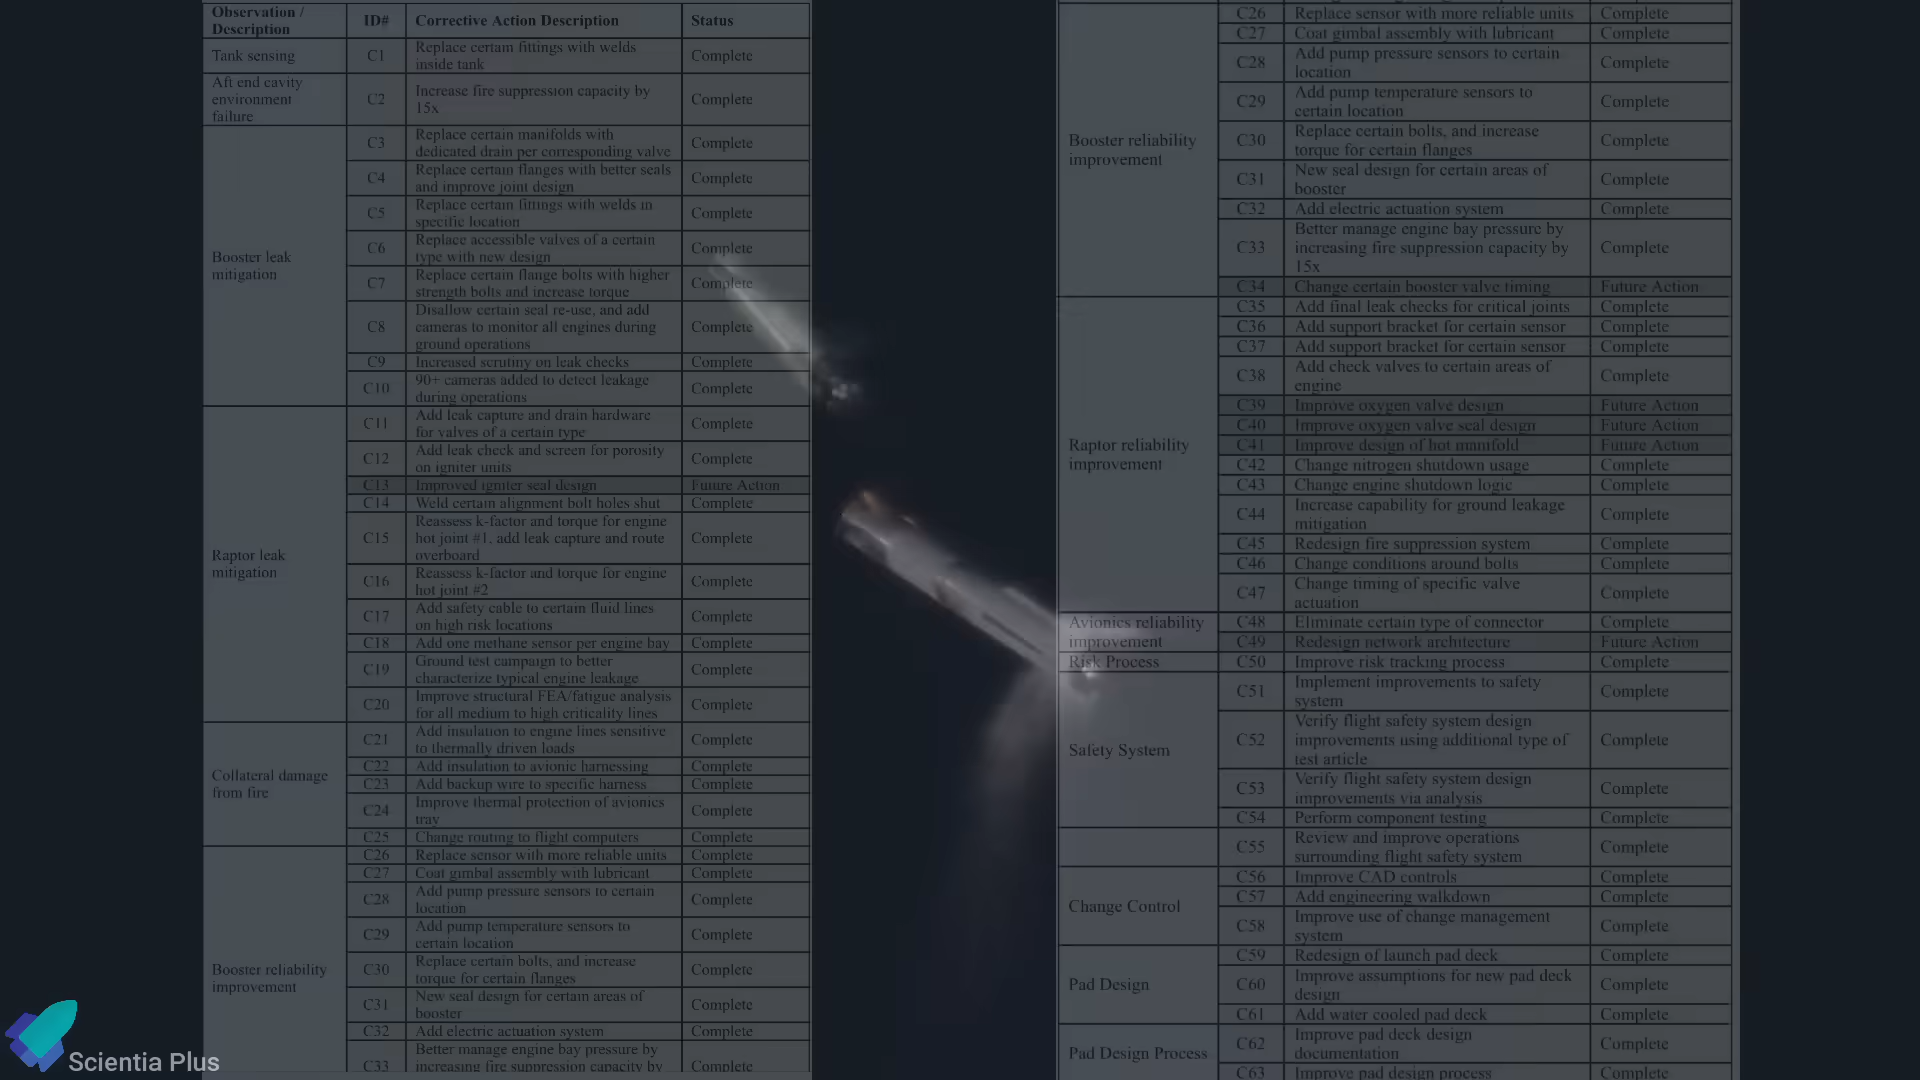 Observation /
Description
ID#
Corrective Action Description
Status
Tank sensing
C1
Replace certain fittings with welds
inside tank
Complete
Aft end cavity
environment
failure
C2
Increase fire suppression capacity by
15x
Complete
Booster leak
mitigation
C3
Replace certain manifolds with
dedicated drain per corresponding valve
Complete
C4
Replace certain flanges with better seals
and improve joint design
Complete
C5
Replace certain fittings with welds in
specific location
Complete
C6
Replace accessible valves of a certain
type with new design
Complete
C7
Replace certain flange bolts with higher
strength bolts and increase torque
Complete
C8
Disallow certain seal re-use, and add
cameras to monitor all engines during
ground operations
Complete
C9
Increased scrutiny on leak checks
Complete
C10
90+ cameras added to detect leakage
during operations
Complete
Raptor leak
mitigation
C11
Add leak capture and drain hardware
for valves of a certain type
Complete
C12
Add leak check and screen for porosity
on igniter units
Complete
C13
Improved igniter seal design
Future Action
C14
Weld certain alignment bolt holes shut
Complete
C15
Reassess k-factor and torque for engine
hot joint #1, add leak capture and route
overboard
Complete
C16
Reassess k-factor and torque for engine
hot joint #2
Complete
C17
Add safety cable to certain fluid lines
on high risk locations
Complete
C18
Add one methane sensor per engine bay
Complete
C19
Ground test campaign to better
characterize typical engine leakage
Complete
C20
Improve structural FEA/fatigue analysis
for all medium to high criticality lines
Complete
Collateral damage
from fire
C21
Add insulation to engine lines sensitive
to thermally driven loads
Complete
C22
Add insulation to avionic harnessing
Complete
C23
Add backup wire to specific harness
Complete
C24
Improve thermal protection of avionics
tray
Complete
C25
Change routing to flight computers
Complete
Booster reliability
improvement
C26
Replace sensor with more reliable units
Complete
C27
Coat gimbal assembly with lubricant
Complete
C28
Add pump pressure sensors to certain
location
Complete
C29
Add pump temperature sensors to
certain location
Complete
C30
Replace certain bolts, and increase
torque for certain flanges
Complete
C31
New seal design for certain areas of
booster
Complete
C32
Add electric actuation system
Complete
C33
Better manage engine bay pressure by
increasing fire suppression capacity by
Complete
Booster reliability
improvement
C26
Replace sensor with more reliable units
Complete
C27
Coat gimbal assembly with lubricant
Complete
C28
Add pump pressure sensors to certain
location
Complete
C29
Add pump temperature sensors to
certain location
Complete
C30
Replace certain bolts, and increase
torque for certain flanges
Complete
C31
New seal design for certain areas of
booster
Complete
C32
Add electric actuation system
Complete
C33
Better manage engine bay pressure by
increasing fire suppression capacity by
15x
Complete
C34
Change certain booster valve timing
Future Action
Raptor reliability
improvement
C35
Add final leak checks for critical joints
Complete
C36
Add support bracket for certain sensor
Complete
C37
Add support bracket for certain sensor
Complete
C38
Add check valves to certain areas of
engine
Complete
C39
Improve oxygen valve design
Future Action
C40
Improve oxygen valve seal design
Future Action
C41
Improve design of hot manifold
Future Action
C42
Change nitrogen shutdown usage
Complete
C43
Change engine shutdown logic
Complete
C44
Increase capability for ground leakage
mitigation
Complete
C45
Redesign fire suppression system
Complete
C46
Change conditions around bolts
Complete
C47
Change timing of specific valve
actuation
Complete
Avionics reliability
improvement
C48
Eliminate certain type of connector
Complete
C49
Redesign network architecture
Future Action
Risk Process
C50
Improve risk tracking process
Complete
Safety System
C51
Implement improvements to safety
system
Complete
C52
Verify flight safety system design
improvements using additional type of
test article
Complete
C53
Verify flight safety system design
improvements via analysis
Complete
C54
Perform component testing
Complete
C55
Review and improve operations
surrounding flight safety system
Complete
Change Control
C56
Improve CAD controls
Complete
C57
Add engineering walkdown
Complete
C58
Improve use of change management
system
Complete
Pad Design
C59
Redesign of launch pad deck
Complete
C60
Improve assumptions for new pad deck
design
Complete
C61
Add water cooled pad deck
Complete
Pad Design Process
C62
Improve pad deck design
documentation
Complete
C63
Improve pad design process
Complete
Scientia Plus